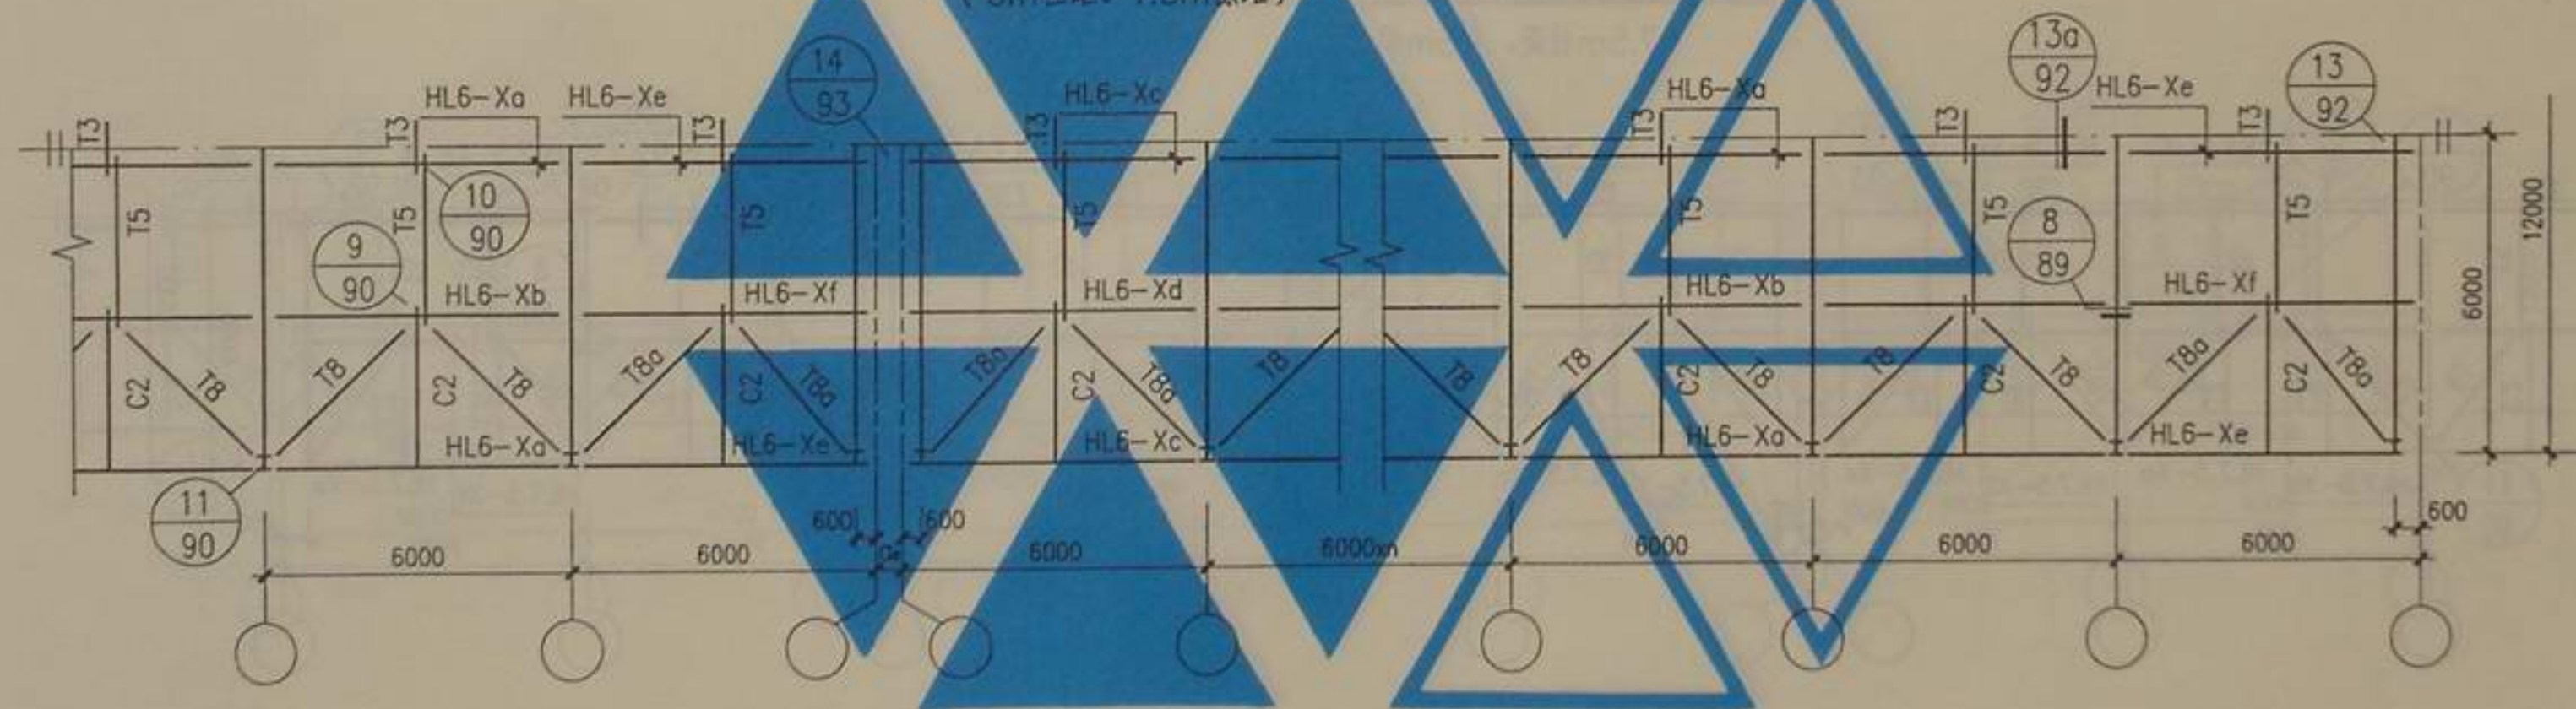 14
93
13a
92
13
92
HL6-Xa
HL6-Xe
HL6-Xc
HL6-Xa
HL6-Xe
T3
T3
T3
T3
T3
T3
T3
10
90
9
90
8
89
T5
T5
T5
T5
T5
T5
T5
12000
6000
HL6-Xb
HL6-Xf
HL6-Xd
HL6-Xb
HL6-Xf
C2
T8
T8
C2
T8
T8a
C2
T8a
T8a
C2
T8a
T8
T8
T8
C2
T8
T8
C2
T8
T8a
C2
T8a
HL6-Xa
HL6-Xe
HL6-Xc
HL6-Xa
HL6-Xe
11
90
600
600
600
6000
6000
6000
6000xn
6000
6000
6000